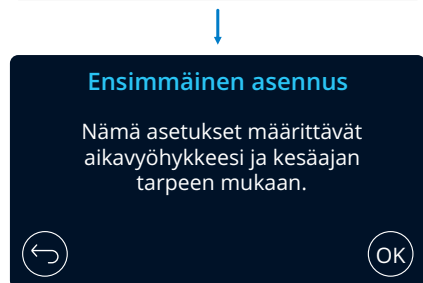 Ensimmäinen asennus
Nämä asetukset määrittävät
aikavyöhykkeesi ja kesäajan
tarpeen mukaan.
OK